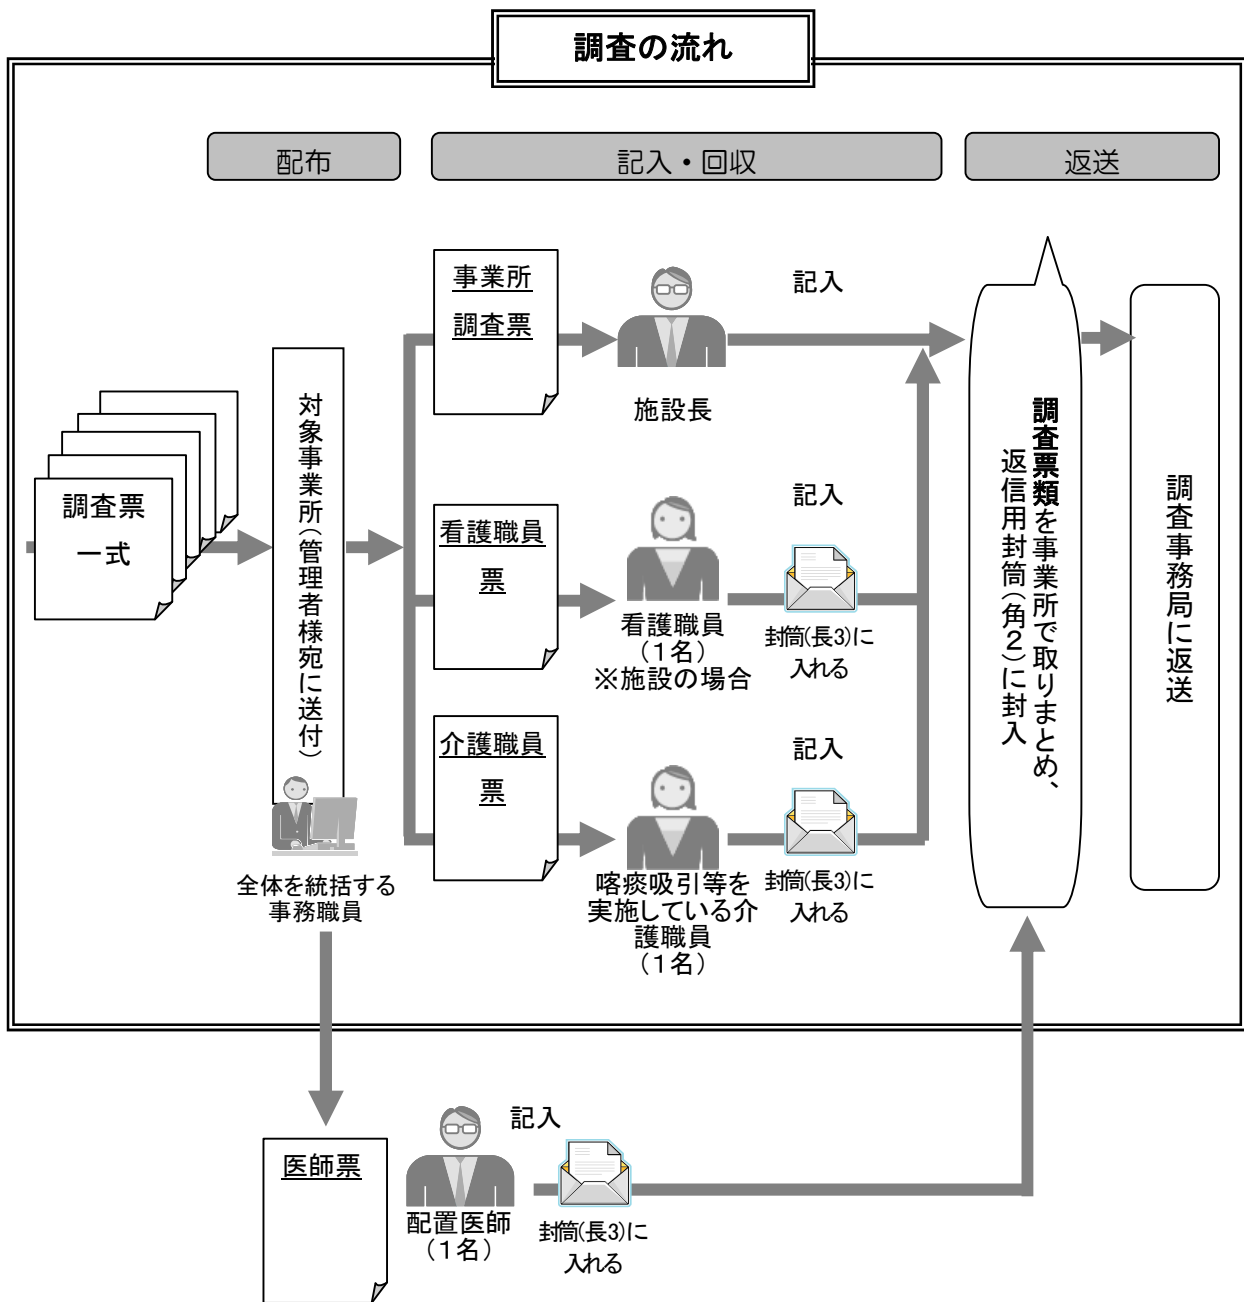 調査の流れ
配布
記入・回収
返送
調査票
一式
対象事業所（管理者様宛に送付）
全体を統括する
事務職員
事業所
調査票
施設長
記入
看護職員
票
看護職員
（１名）
※施設の場合
記入
封筒(長3)に
入れる
介護職員
票
喀痰吸引等を
実施している介
護職員
（１名）
記入
封筒(長3)に
入れる
調査票類を事業所で取りまとめ、
返信用封筒（角２）に封入
調査事務局に返送
医師票
配置医師
（１名）
記入
封筒(長3)に
入れる